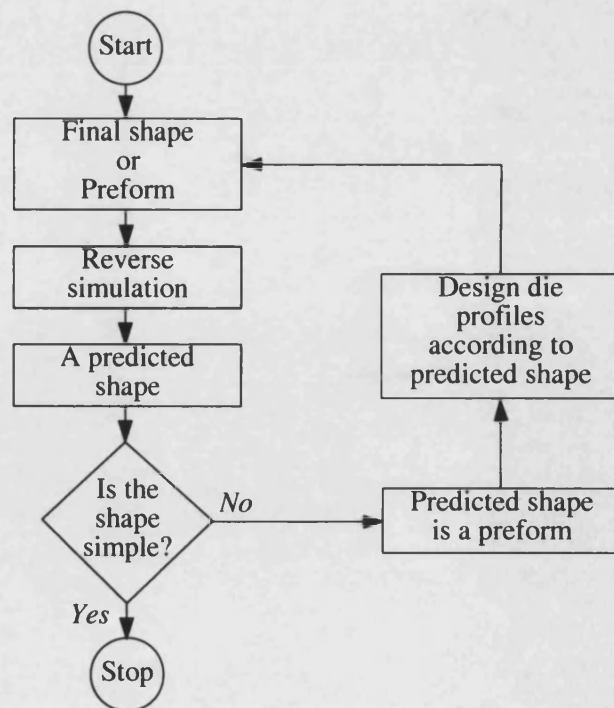 Start
Final shape
or
Preform
Reverse
simulation
A predicted
shape
Is the
shape
simple?
No
Yes
Stop
Predicted shape
is a preform
Design die
profiles
according to
predicted shape